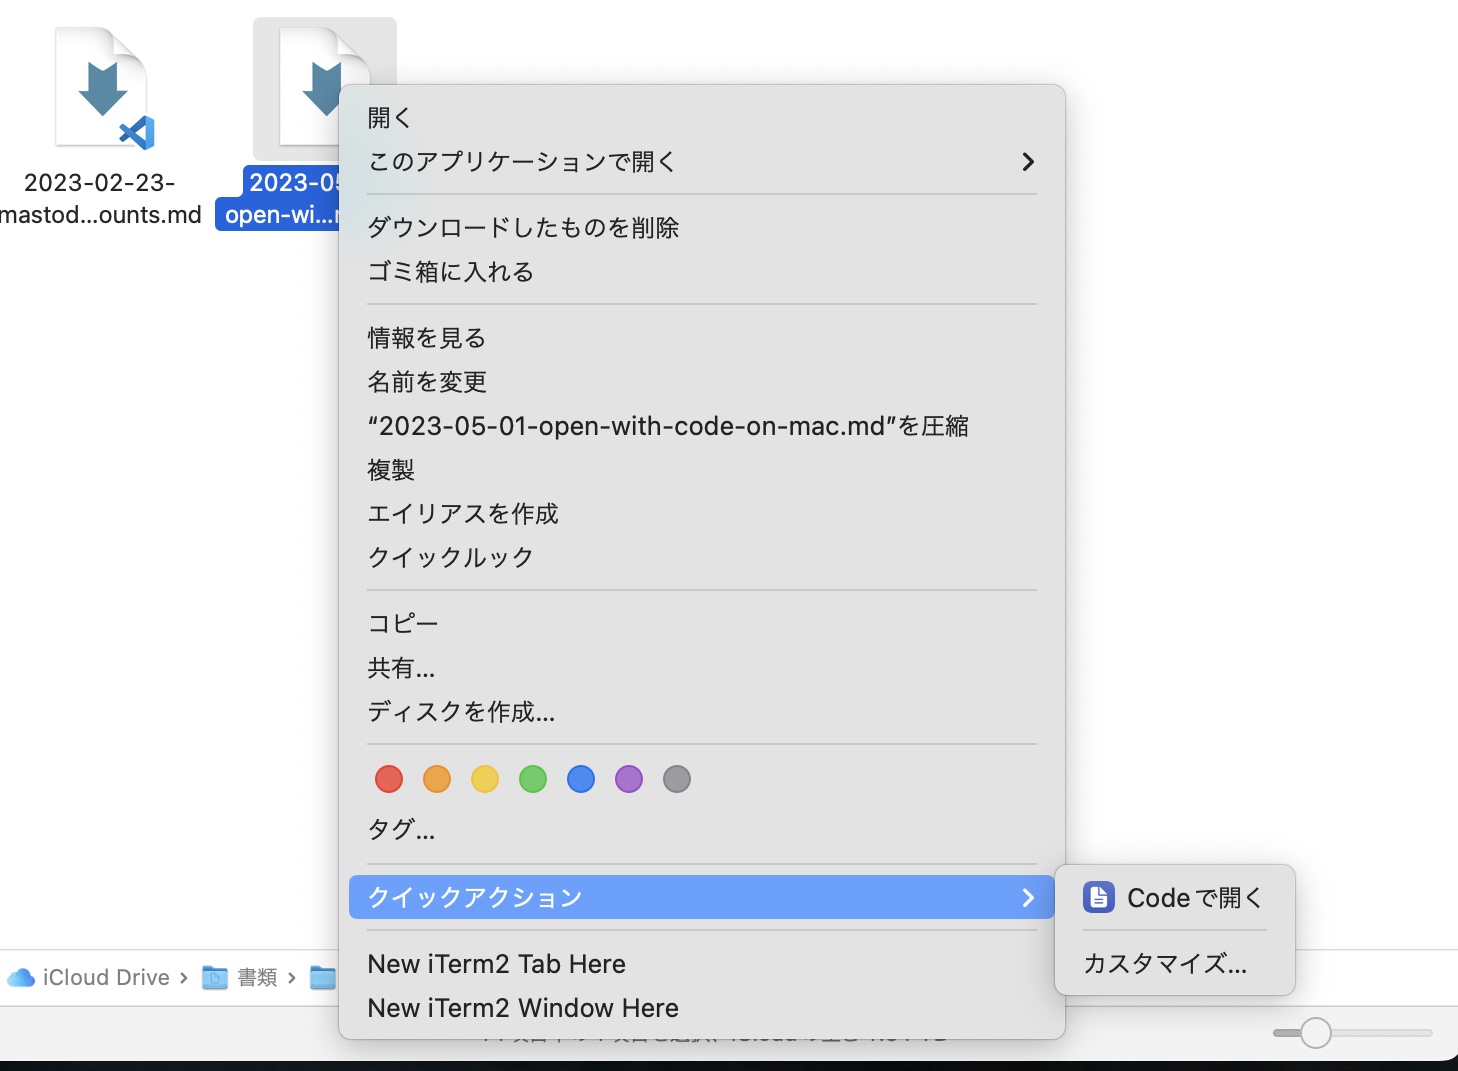 2023-02-23-
mastod...ounts.md
2023-05
open-wi...
開く
このアプリケーションで開く
ダウンロードしたものを削除
ゴミ箱に入れる
情報を見る
名前を変更
“2023-05-01-open-with-code-on-mac.md”を圧縮
複製
エイリアスを作成
クイックルック
コピー
共有...
ディスクを作成...
タグ...
クイックアクション
Codeで開く
カスタマイズ...
New iTerm2 Tab Here
New iTerm2 Window Here
iCloud Drive › 書類 ›